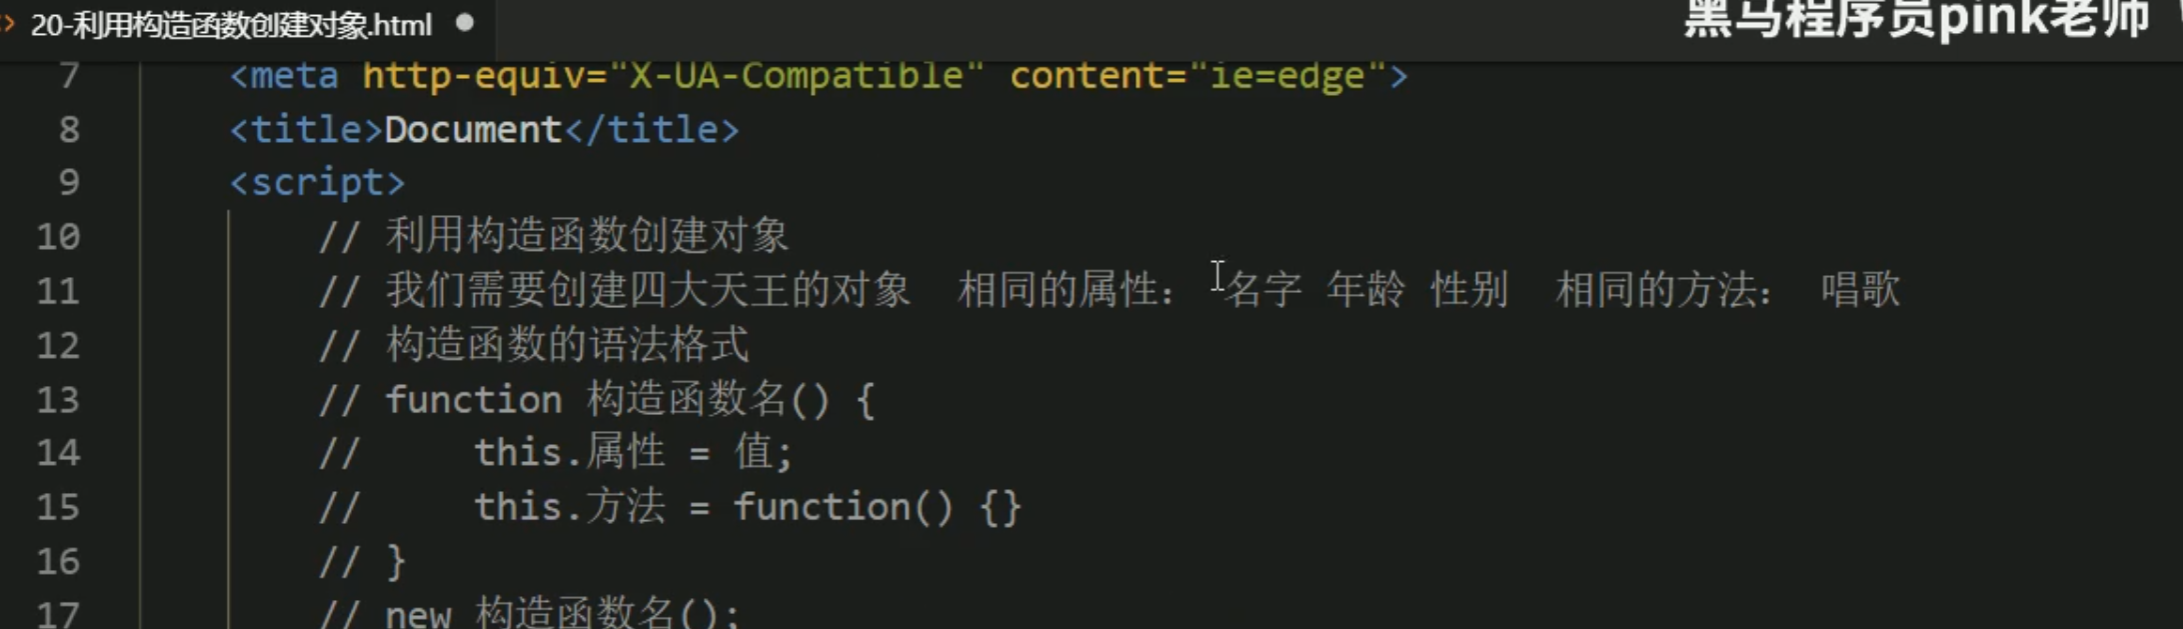 20-利用构造函数创建对象.html
黑马程序员pink老师
7 <meta http-equiv="X-UA-Compatible" content="ie=edge">
8 <title>Document</title>
9 <script>
10 // 利用构造函数创建对象
11 // 我们需要创建四大天王的对象 相同的属性： 名字 年龄 性别 相同的方法： 唱歌
12 // 构造函数的语法格式
13 // function 构造函数名() {
14 // this.属性 = 值;
15 // this.方法 = function() {}
16 // }
17 // new 构造函数名();